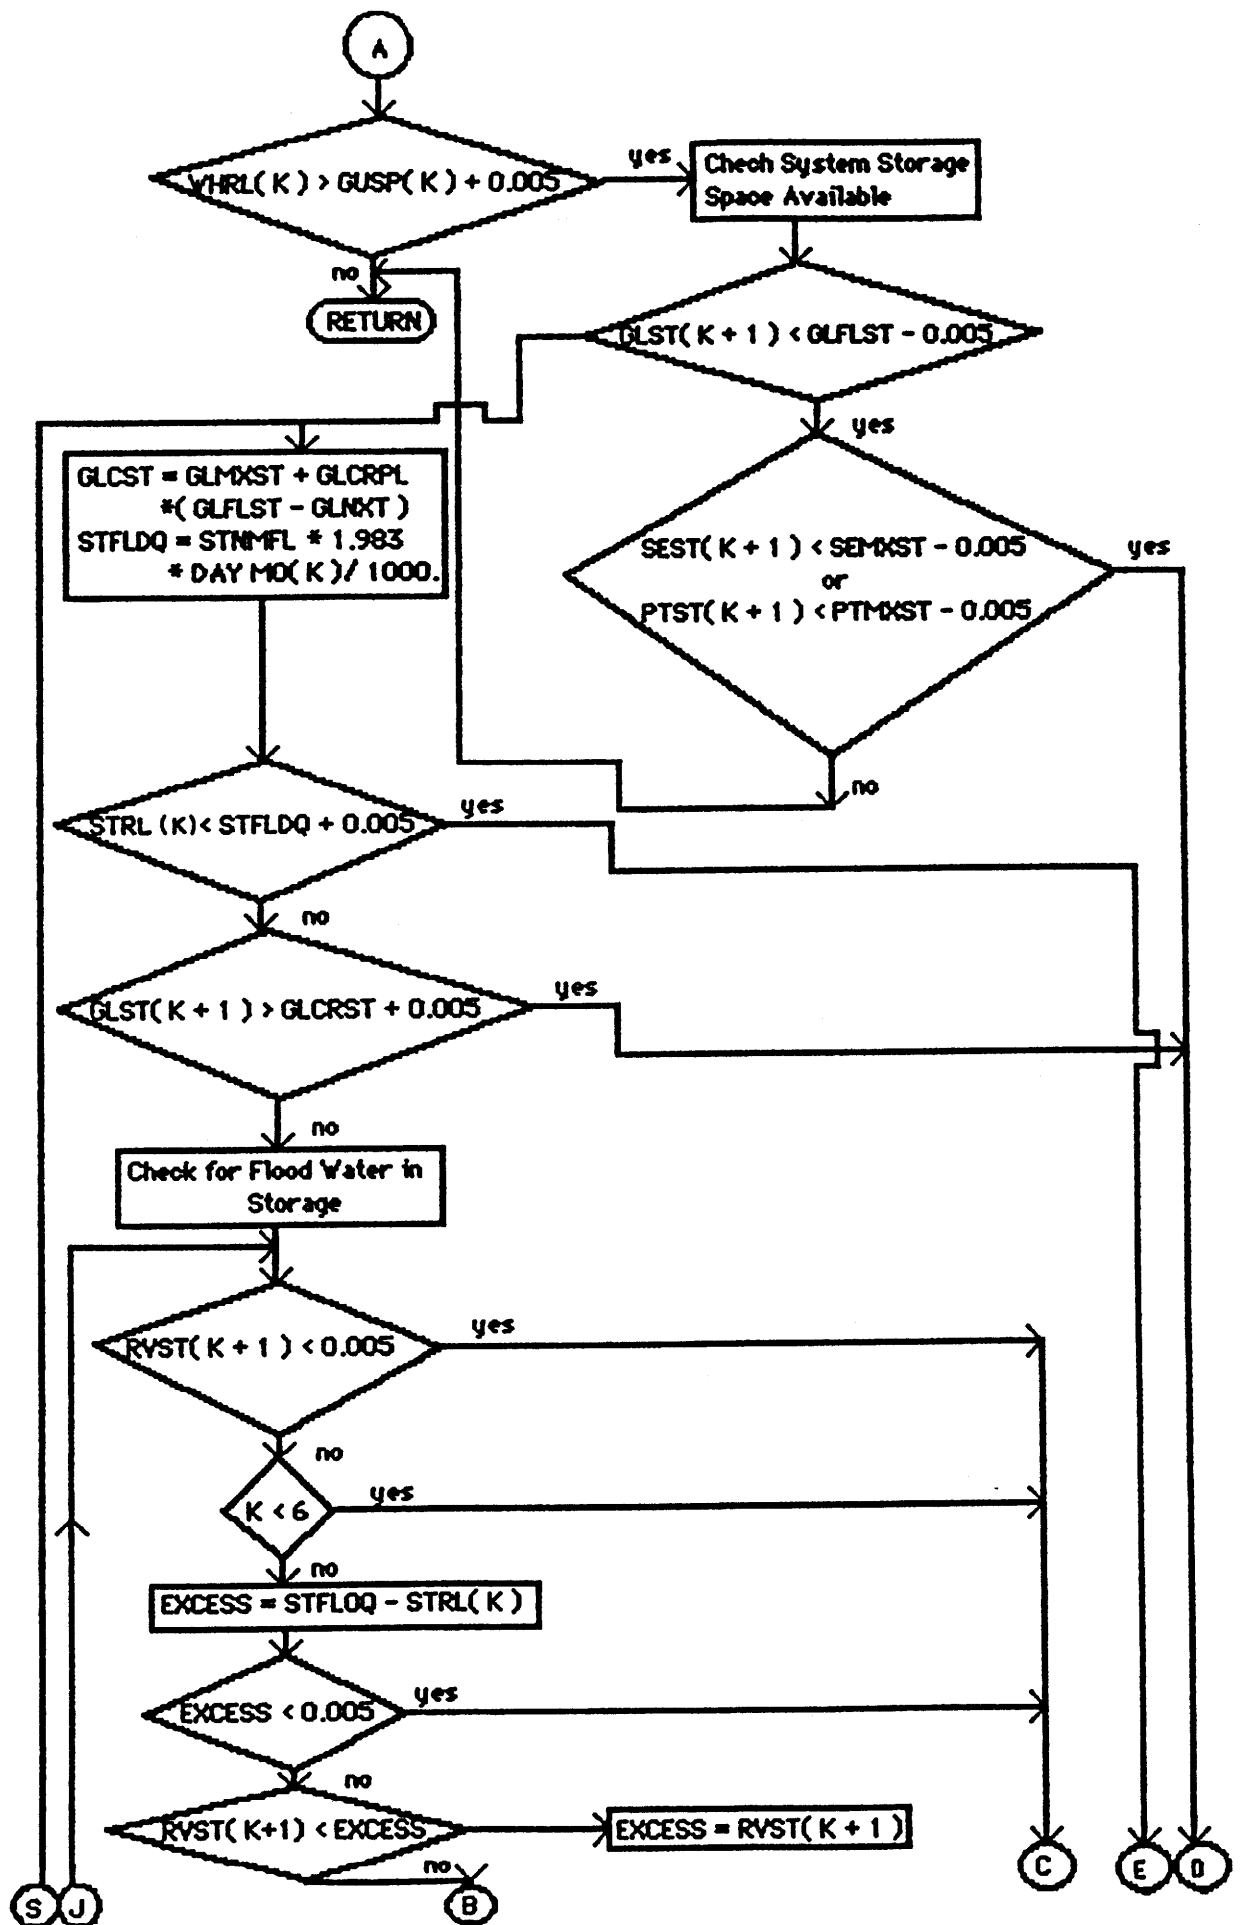 A
WHRL(K) > GUSP(K) + 0.005
yes
Chech System Storage
Space Available
no
RETURN
GLST(K + 1) < GLFLST - 0.005
yes
GLCST = GLMXST + GLCRPL
*(GLFLST - GLNXT)
STFLDQ = STNMFL * 1.983
* DAY MO(K)/ 1000.
SEST(K + 1) < SEMXST - 0.005
or
PTST(K + 1) < PTMXST - 0.005
yes
no
STRL (K) < STFLDQ + 0.005
yes
no
GLST(K + 1) > GLCRST + 0.005
yes
no
Check for Flood Water in
Storage
RVST(K + 1) < 0.005
yes
no
K < 6
yes
no
EXCESS = STFLOQ - STRL(K)
EXCESS < 0.005
yes
no
RVST(K+1) < EXCESS
EXCESS = RVST(K + 1)
no
S
J
B
C
E
D